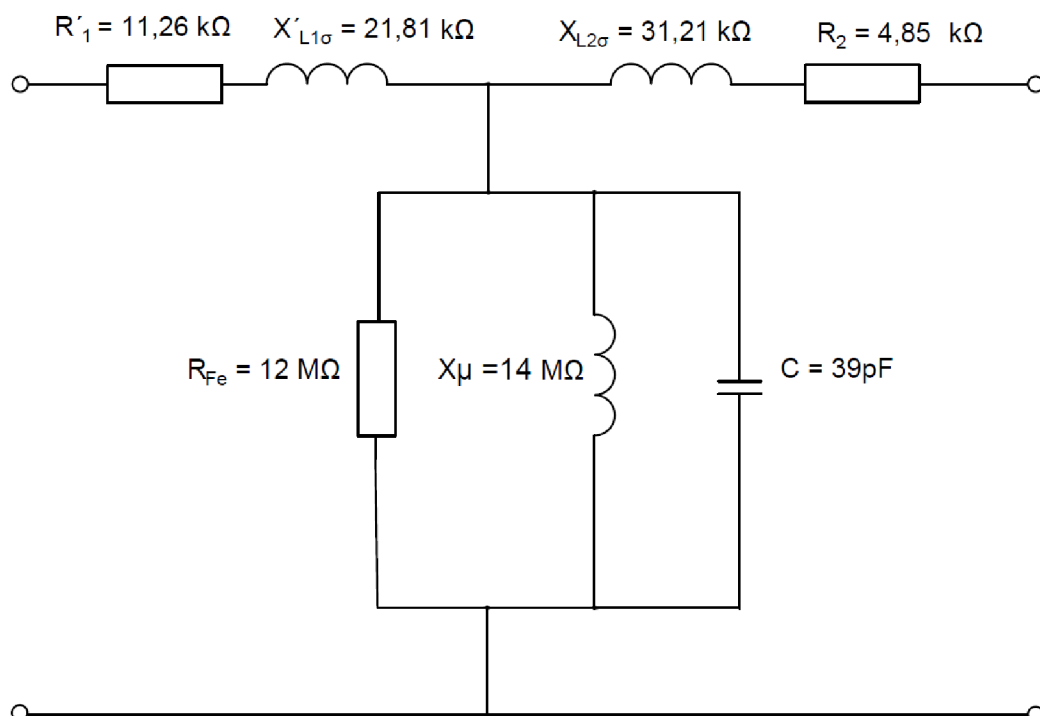 R´₁ = 11,26 kΩ
X´L1σ = 21,81 kΩ
XL2σ = 31,21 kΩ
R₂ = 4,85 kΩ
RFe = 12 MΩ
Xμ =14 MΩ
C = 39pF